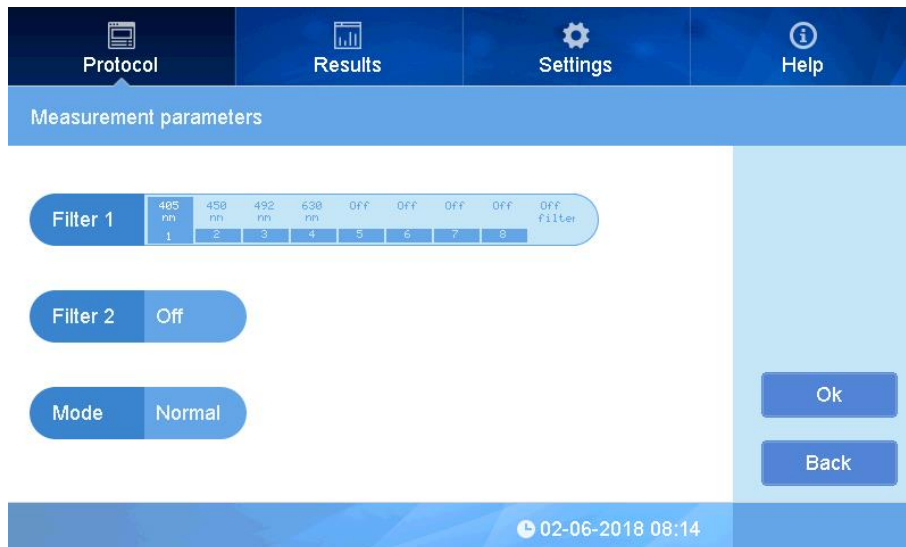 Protocol Results Settings Help
Measurement parameters
Filter 1
405 450 492 630 Off Off Off Off Off
nm nm nm nm filter
1 2 3 4 5 6 7 8
Filter 2 Off
Mode Normal
Ok
Back
02-06-2018 08:14